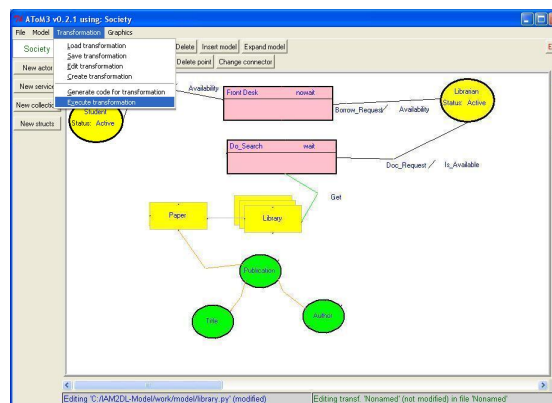 AToM3 v0.2.1 using: Society
File Model Transformation Graphics
Society
Load transformation
Save transformation
Edit transformation
Create transformation
Generate code for transformation
Execute transformation
Delete Insert model Expand model
Delete point Change connector
New actor
New service
New collection
New structs
Student
Status: Active
Availability
Front Desk nowait
Borrow_Request/ Availability
Librarian
Status: Active
Do_Search wait
Doc_Request / Is_Available
Get
Paper
Library
Publication
Title
Author
Editing 'C:/IAM2DL-Model/work/model/library.py' (modified)
Editing transf. 'Nonamed' (not modified) in file 'Nonamed'